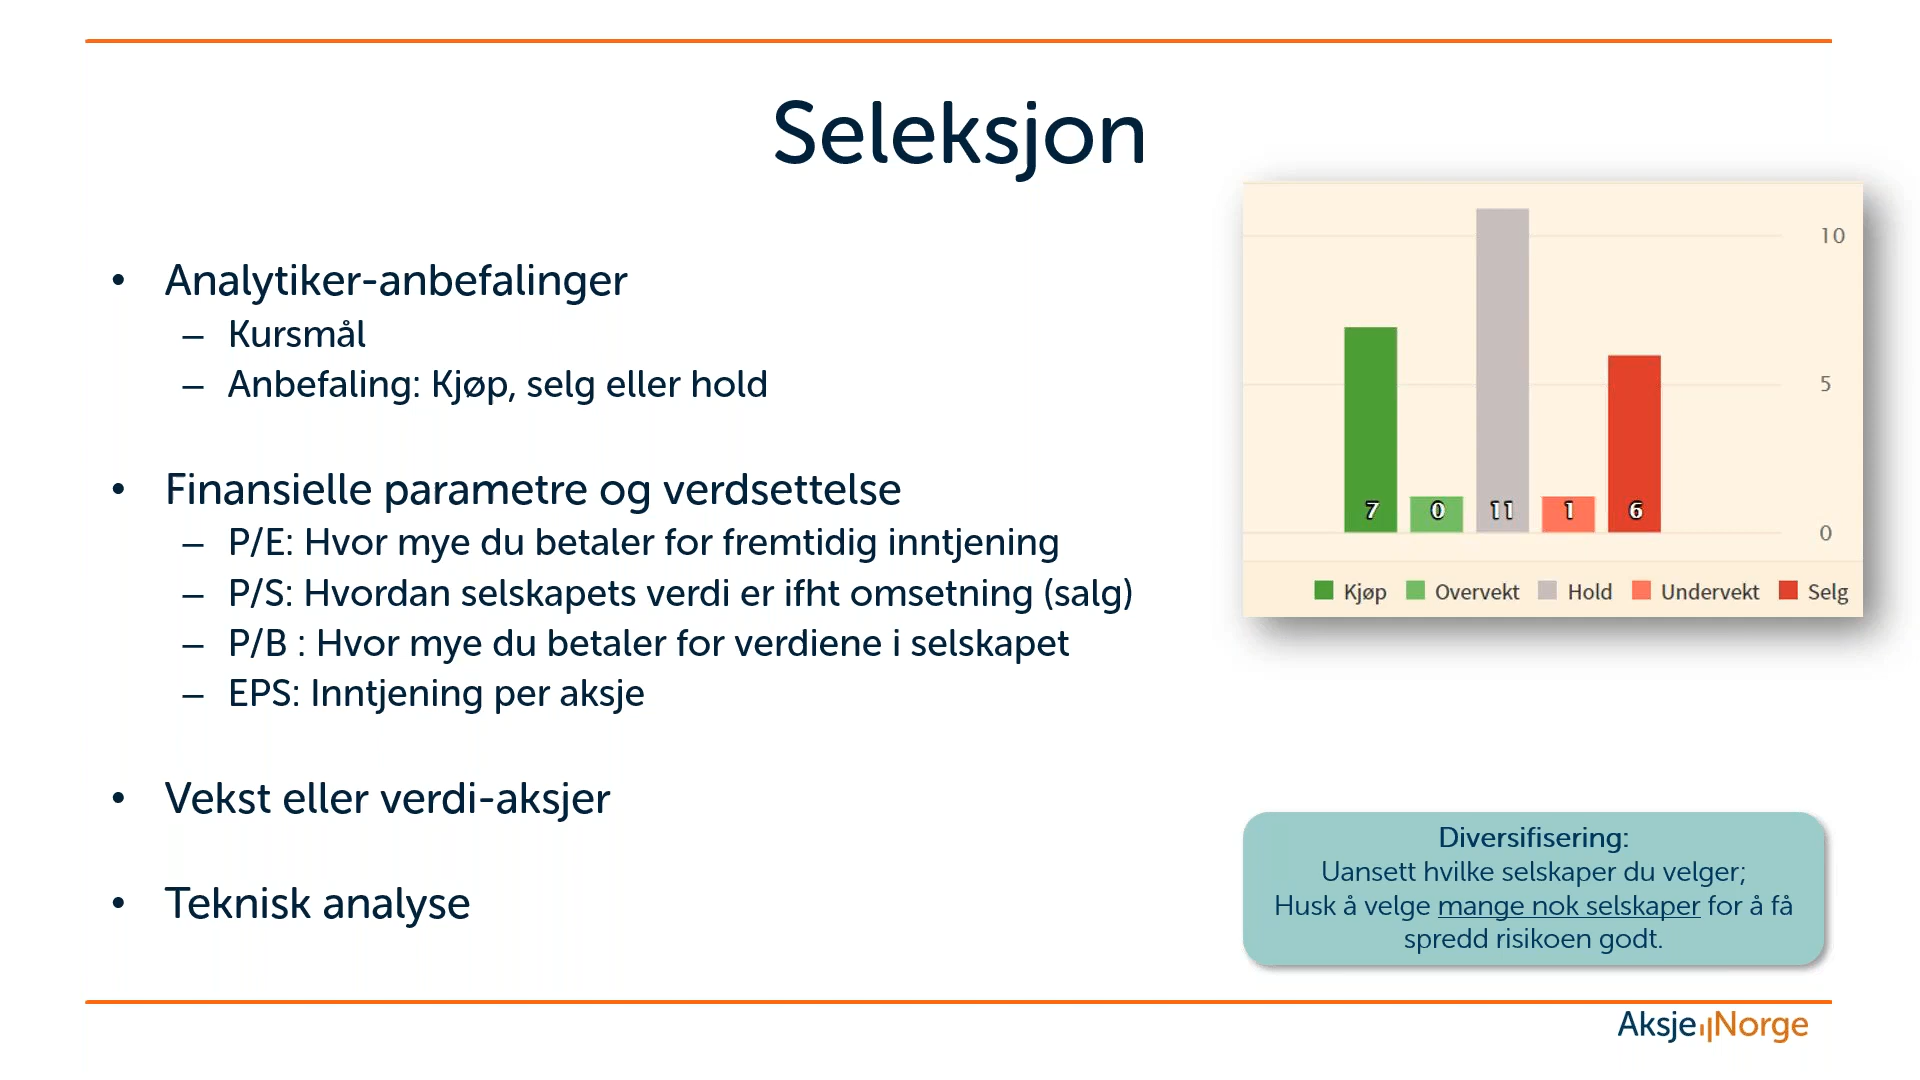 Seleksjon
• Analytiker-anbefalinger
– Kursmål
– Anbefaling: Kjøp, selg eller hold
• Finansielle parametre og verdsettelse
– P/E: Hvor mye du betaler for fremtidig inntjening
– P/S: Hvordan selskapets verdi er ifht omsetning (salg)
– P/B : Hvor mye du betaler for verdiene i selskapet
– EPS: Inntjening per aksje
• Vekst eller verdi-aksjer
• Teknisk analyse
10
5
0
7 0 11 1 6
Kjøp Overvekt Hold Undervekt Selg
Diversifisering:
Uansett hvilke selskaper du velger;
Husk å velge mange nok selskaper for å få
spredd risikoen godt.
AksjeNorge